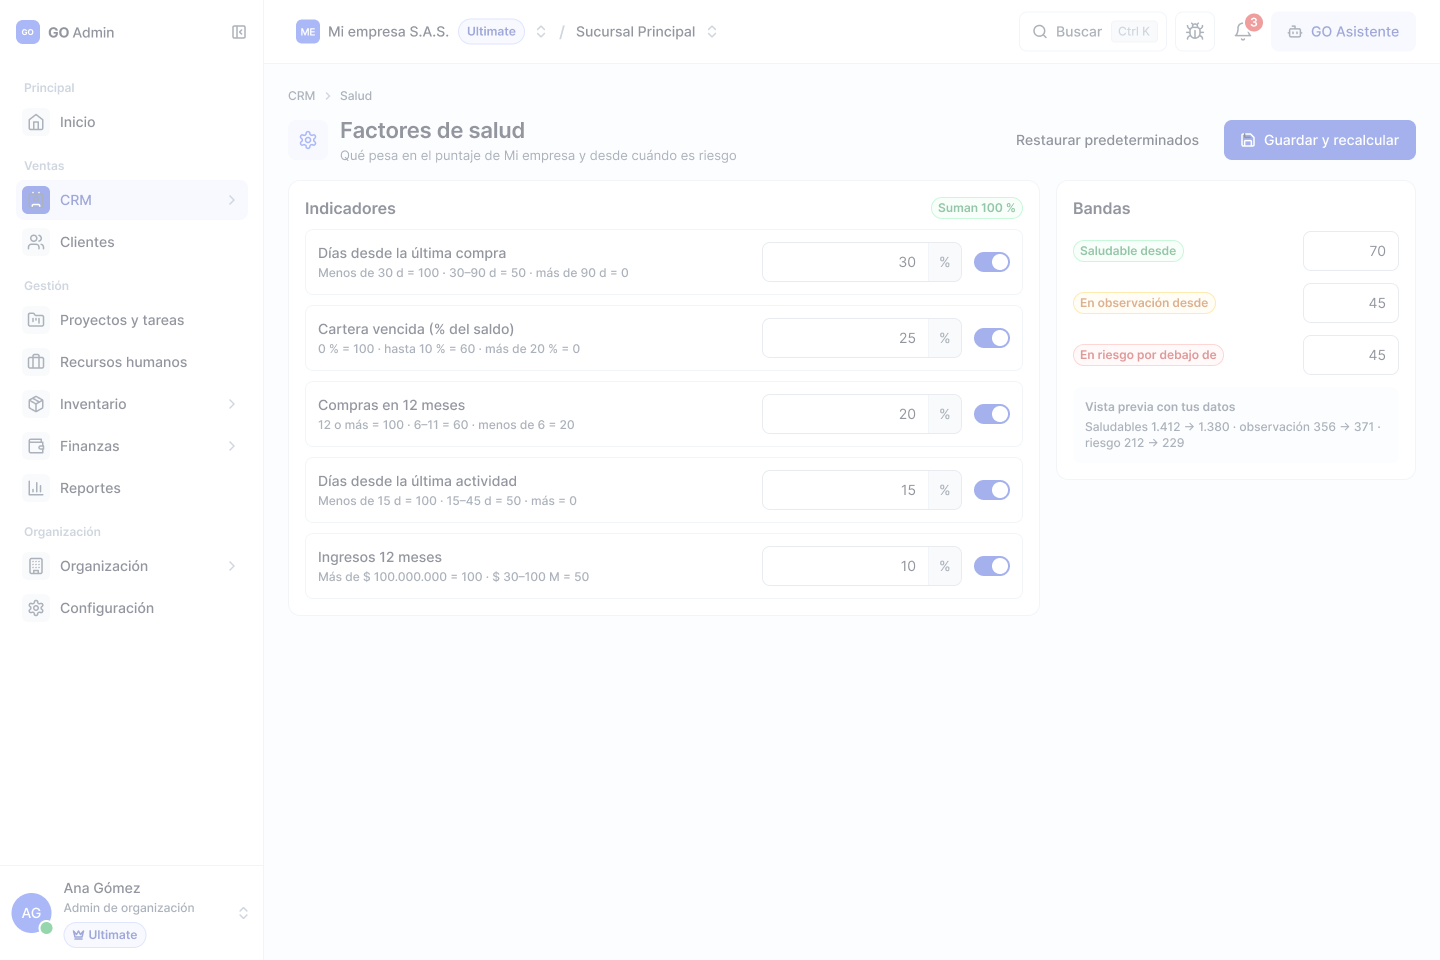 GO GO Admin
Principal
Inicio
Ventas
CRM
Clientes
Gestión
Proyectos y tareas
Recursos humanos
Inventario
Finanzas
Reportes
Organización
Organización
Configuración
AG
Ana Gómez
Admin de organización
Ultimate
ME Mi empresa S.A.S. Ultimate / Sucursal Principal
Buscar Ctrl K
3
GO Asistente
CRM > Salud
Factores de salud
Qué pesa en el puntaje de Mi empresa y desde cuándo es riesgo
Restaurar predeterminados
Guardar y recalcular
Indicadores
Suman 100 %
Días desde la última compra
Menos de 30 d = 100 · 30–90 d = 50 · más de 90 d = 0
30 %
Cartera vencida (% del saldo)
0 % = 100 · hasta 10 % = 60 · más de 20 % = 0
25 %
Compras en 12 meses
12 o más = 100 · 6–11 = 60 · menos de 6 = 20
20 %
Días desde la última actividad
Menos de 15 d = 100 · 15–45 d = 50 · más = 0
15 %
Ingresos 12 meses
Más de $ 100.000.000 = 100 · $ 30–100 M = 50
10 %
Bandas
Saludable desde 70
En observación desde 45
En riesgo por debajo de 45
Vista previa con tus datos
Saludables 1.412 → 1.380 · observación 356 → 371 ·
riesgo 212 → 229